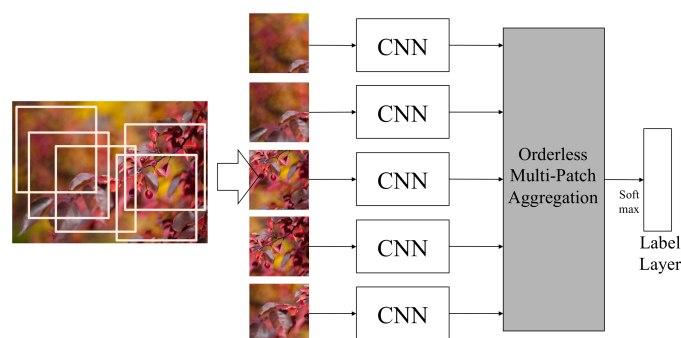 CNN
CNN
CNN
CNN
CNN
Orderless
Multi-Patch
Aggregation
Soft
max
Label
Layer